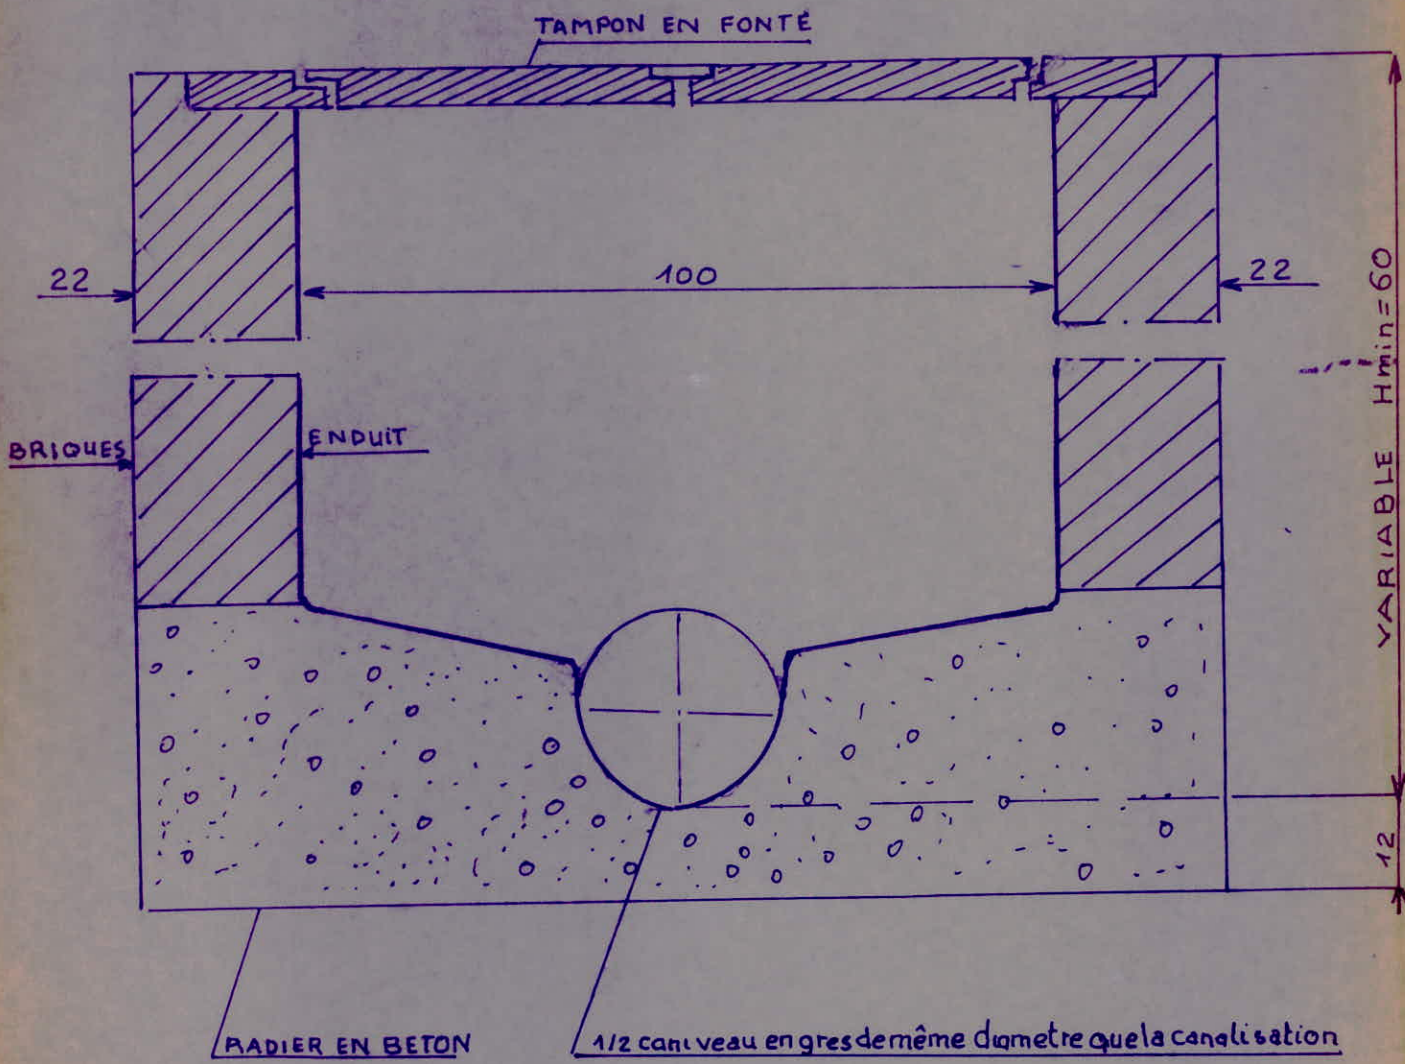 TAMPON EN FONTE
22
100
22
VARIABLE Hmin=60
BRIQUES
ENDUIT
12
RADIER EN BETON
1/2 caniveau en gres de même diametre que la canalisation